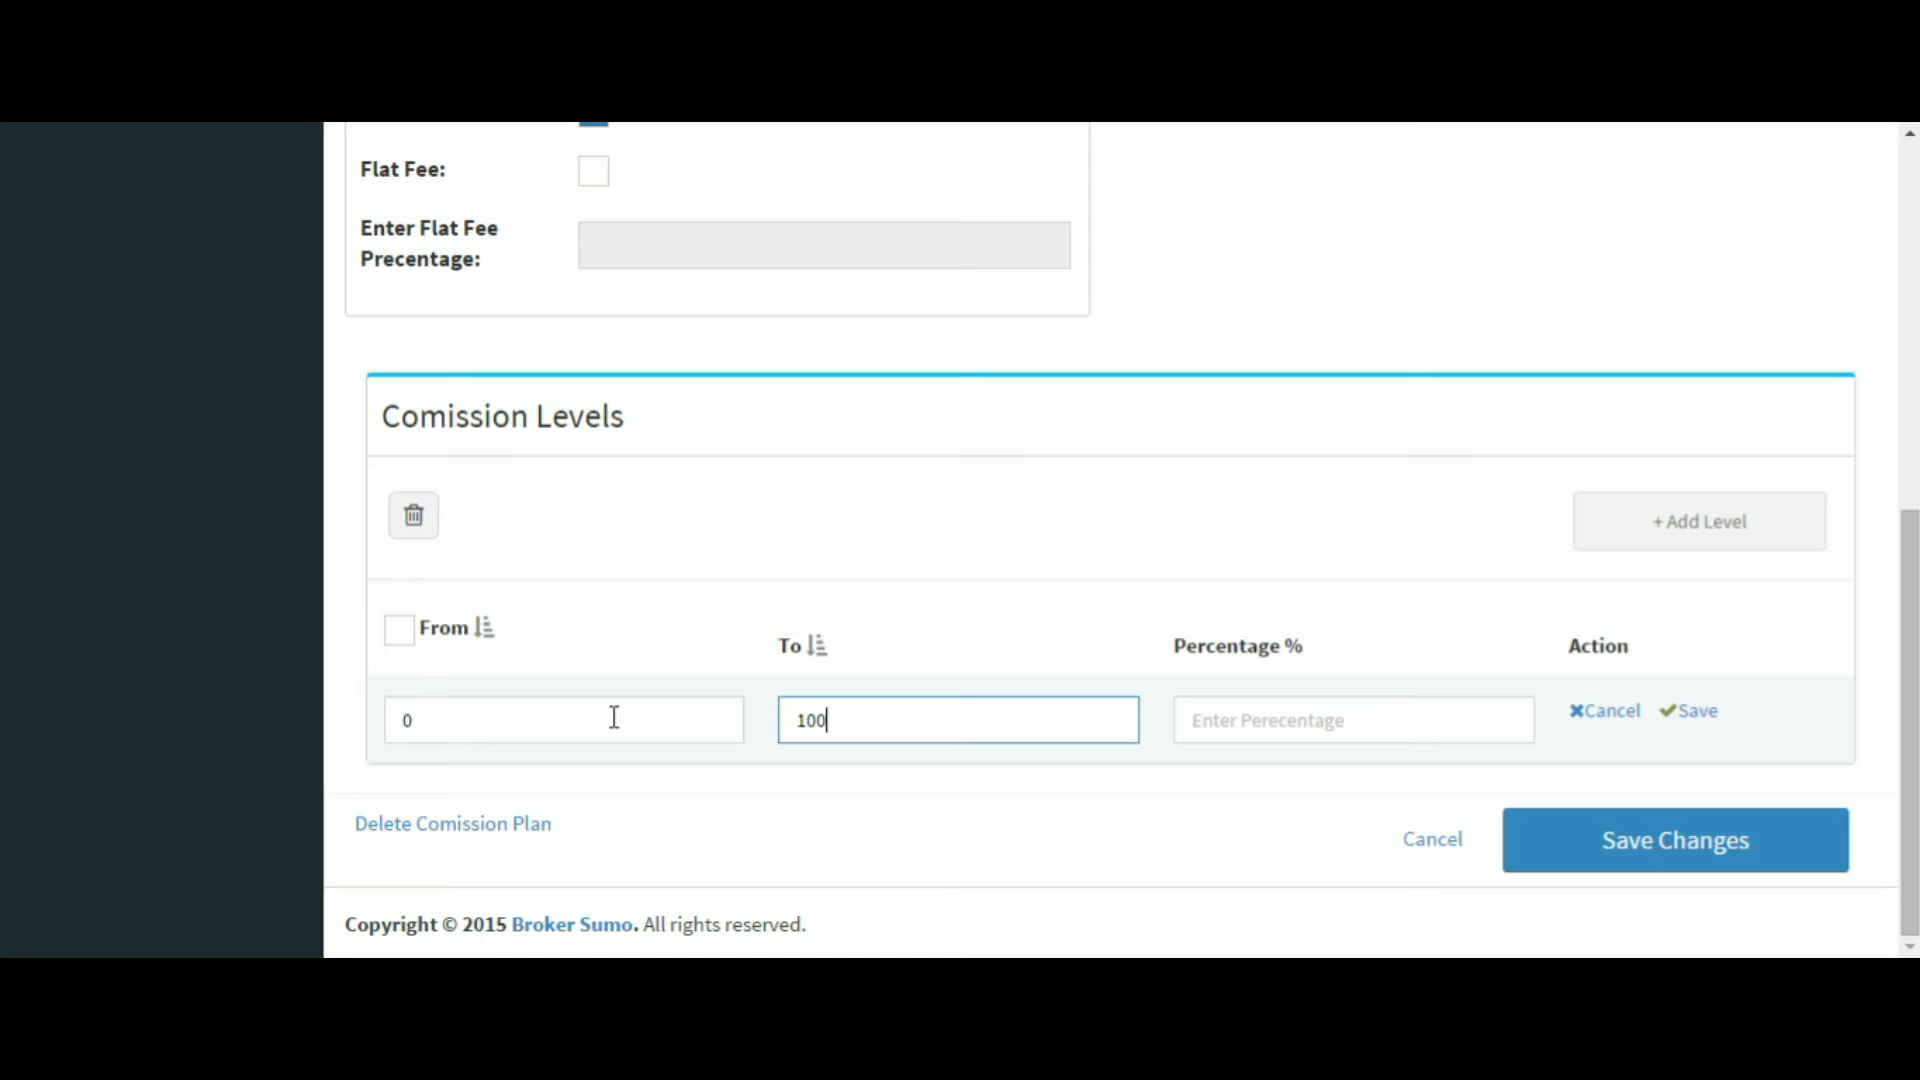 Flat Fee:
Enter Flat Fee
Precentage:
Comission Levels
+ Add Level
From
To
Percentage %
Action
0
100
Enter Perecentage
Cancel
Save
Delete Comission Plan
Cancel
Save Changes
Copyright © 2015 Broker Sumo. All rights reserved.